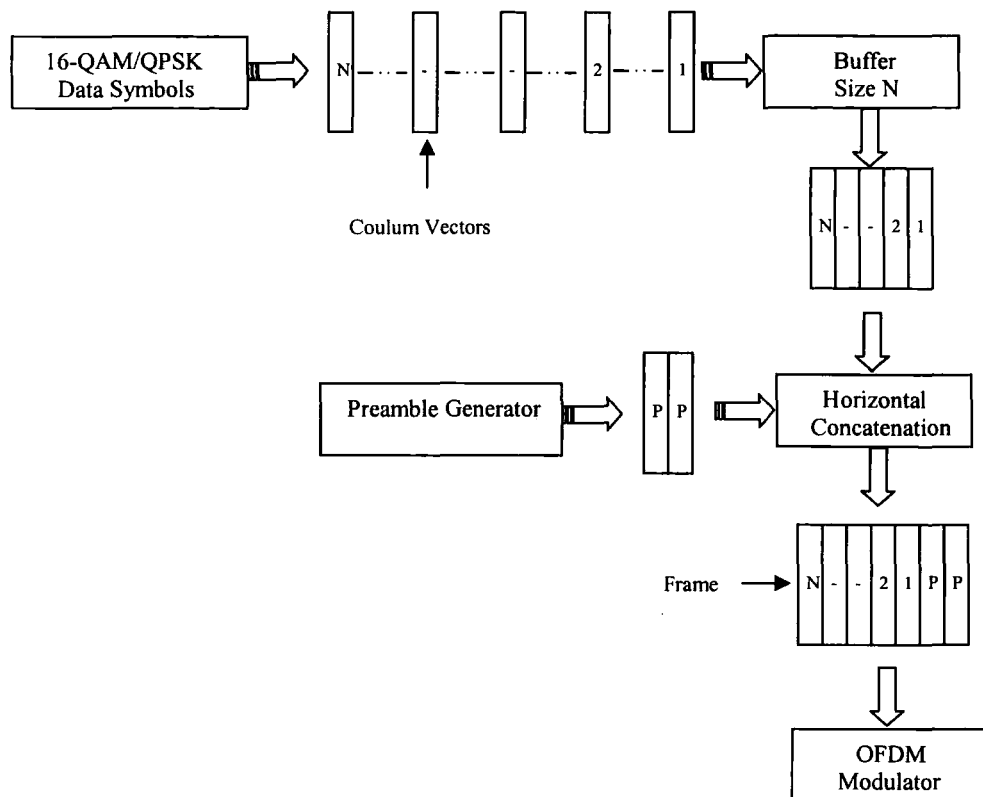 16-QAM/QPSK
Data Symbols
N - - 2 1
Buffer
Size N
Coulum Vectors
N - - 2 1
Preamble Generator
P P
Horizontal
Concatenation
Frame
N - - 2 1 P P
OFDM
Modulator